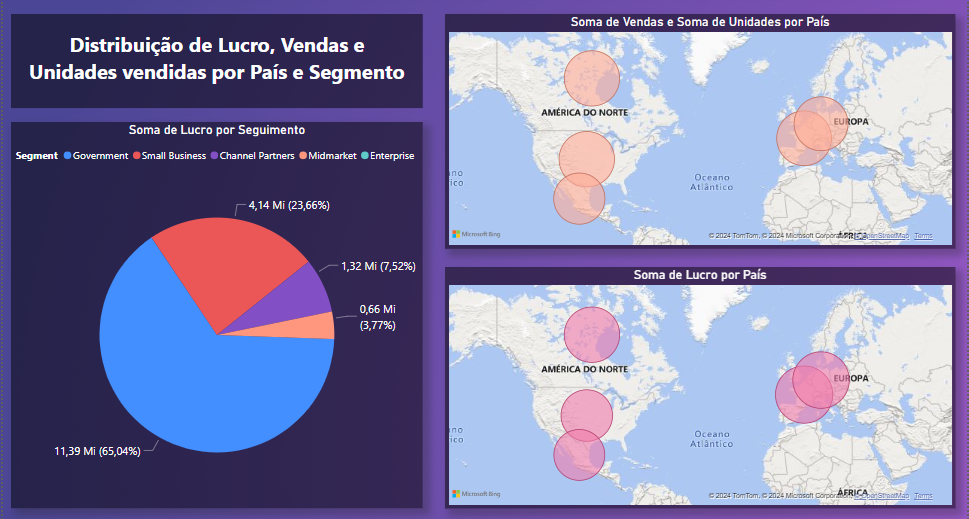 Distribuição de Lucro, Vendas e
Unidades vendidas por País e Segmento
Soma de Lucro por Seguimento
Segment Government Small Business Channel Partners Midmarket Enterprise
4,14 Mi (23,66%)
1,32 Mi (7,52%)
0,66 Mi
(3,77%)
11,39 Mi (65,04%)
Soma de Vendas e Soma de Unidades por País
AMÉRICA DO NORTE
EUROPA
ano
ífico
Oceano
Atlântico
ÁFRICA
Microsoft Bing
© 2024 TomTom, © 2024 Microsoft Corporation, © OpenStreetMap Terms
Soma de Lucro por País
AMÉRICA DO NORTE
EUROPA
ano
ífico
Oceano
Atlântico
ÁFRICA
Microsoft Bing
© 2024 TomTom, © 2024 Microsoft Corporation, © OpenStreetMap Terms